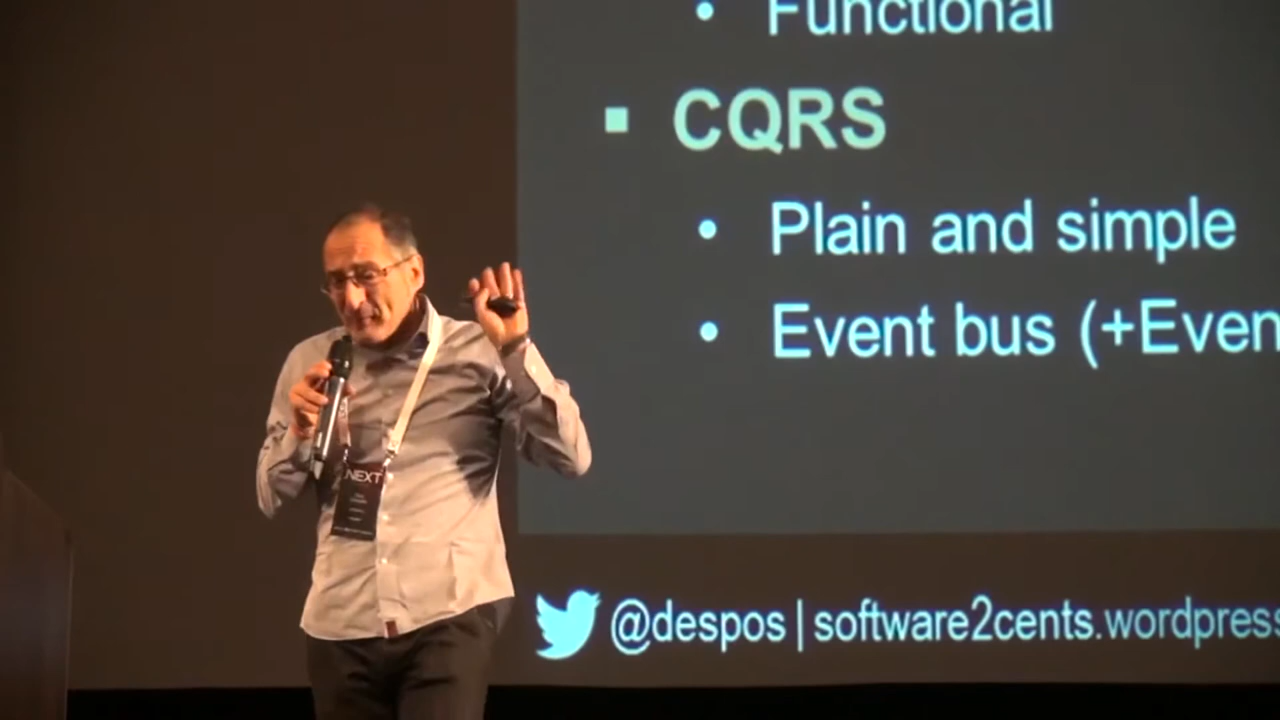 Functional
CQRS
Plain and simple
Event bus (+Even
@despos | software2cents.wordpress
NEXT